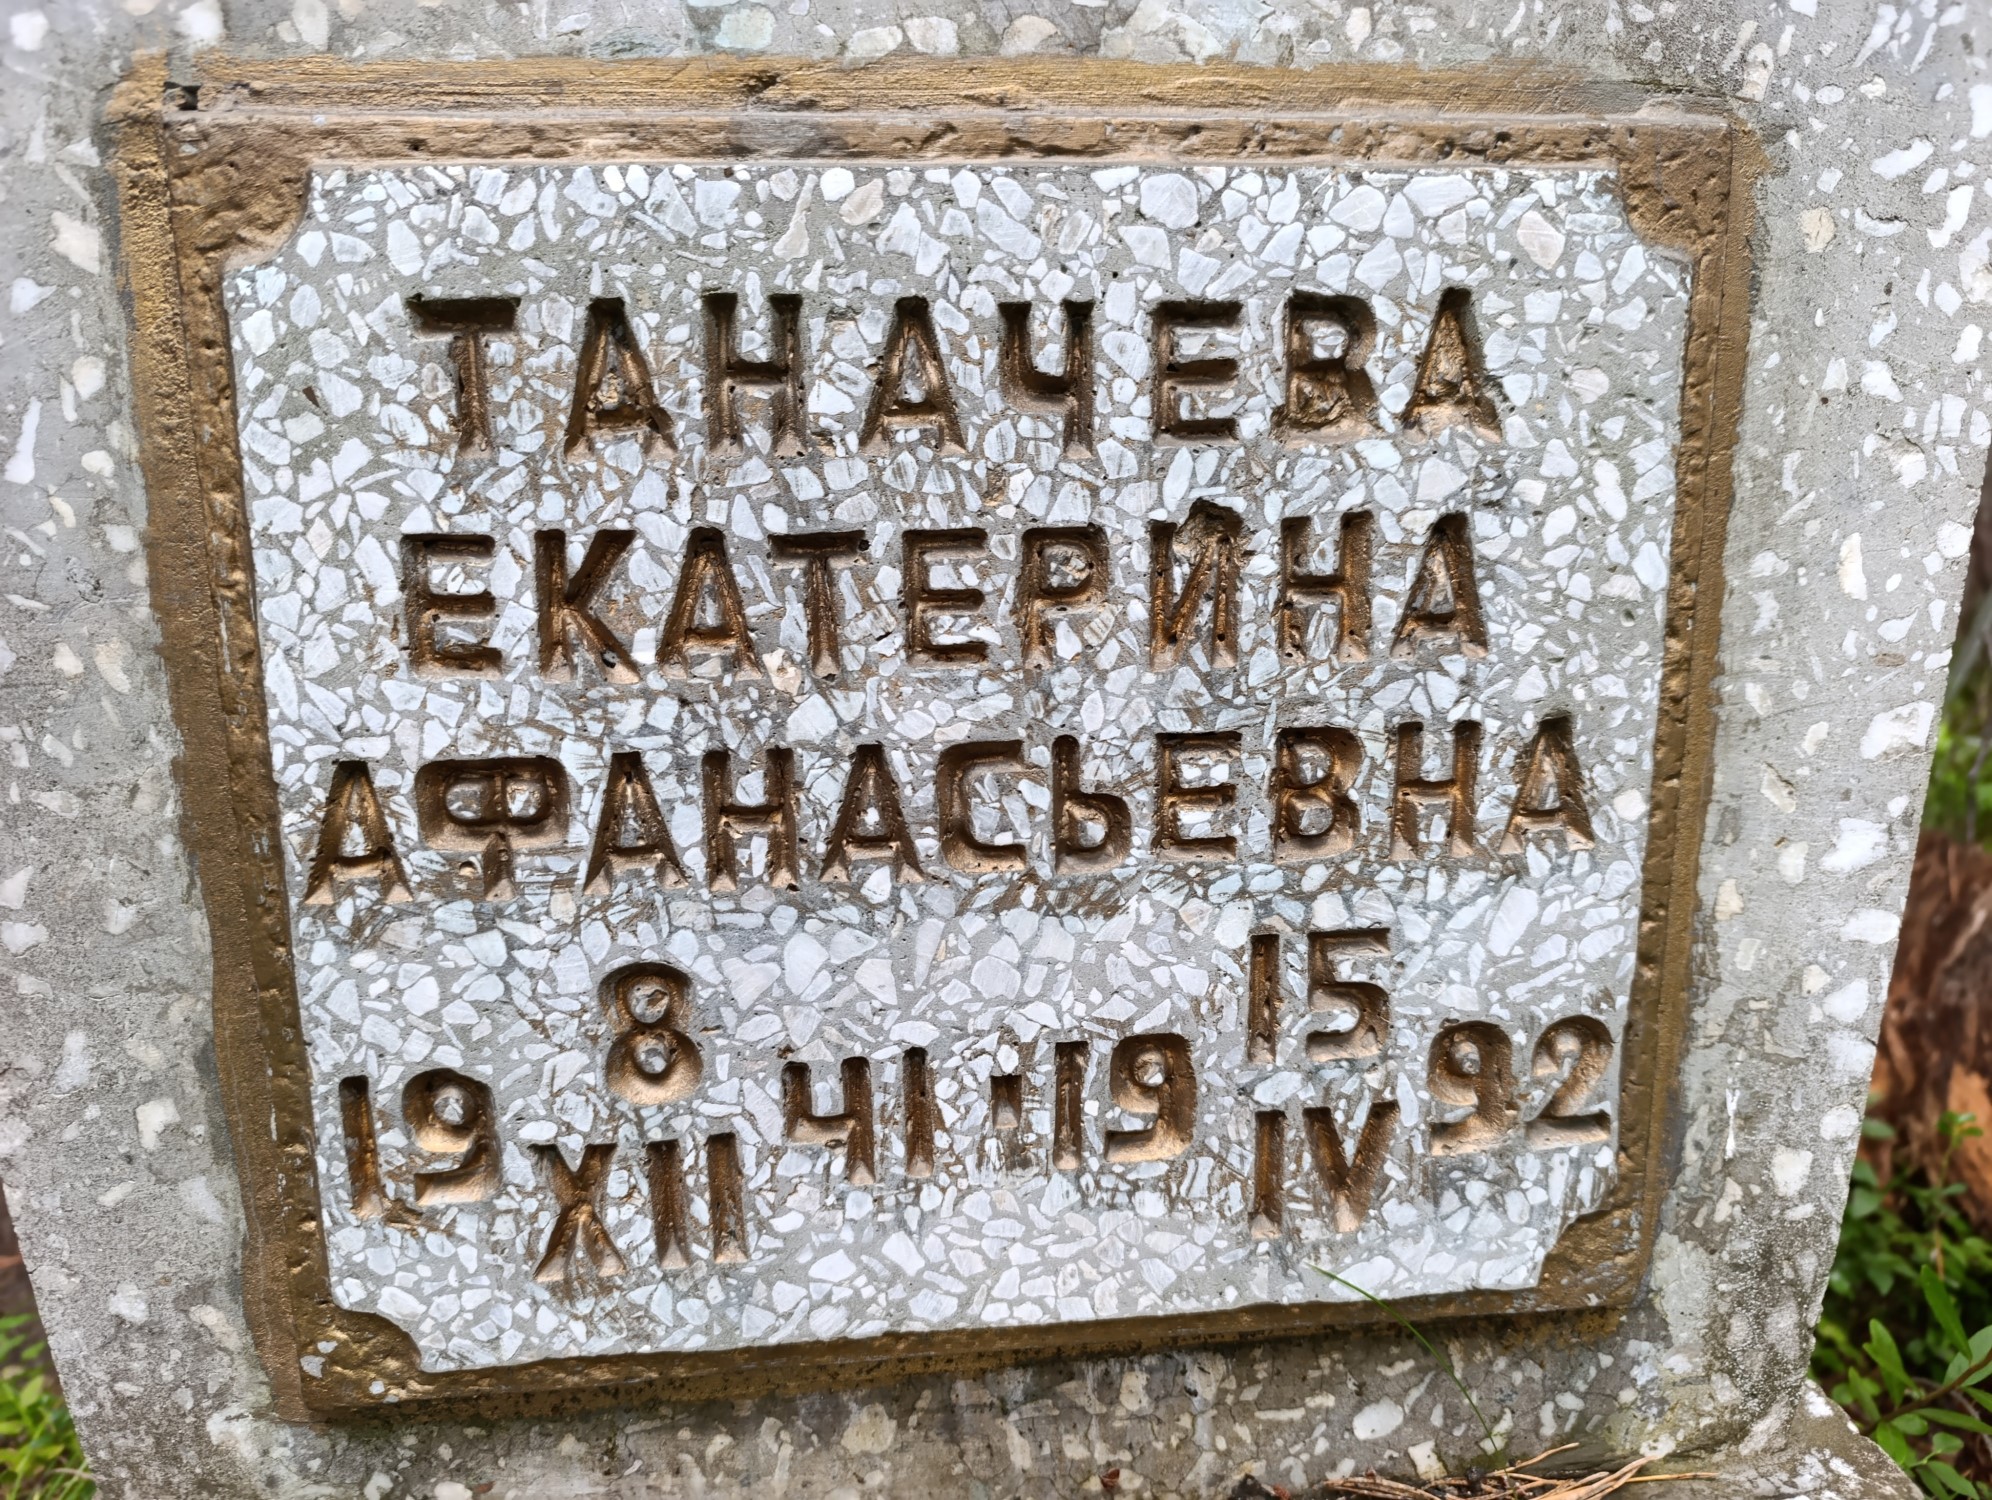 ТАНАЧЕВА
ЕКАТЕРИНА
АФАНАСЬЕВНА
19 8 XII 41-19 15 IV 92